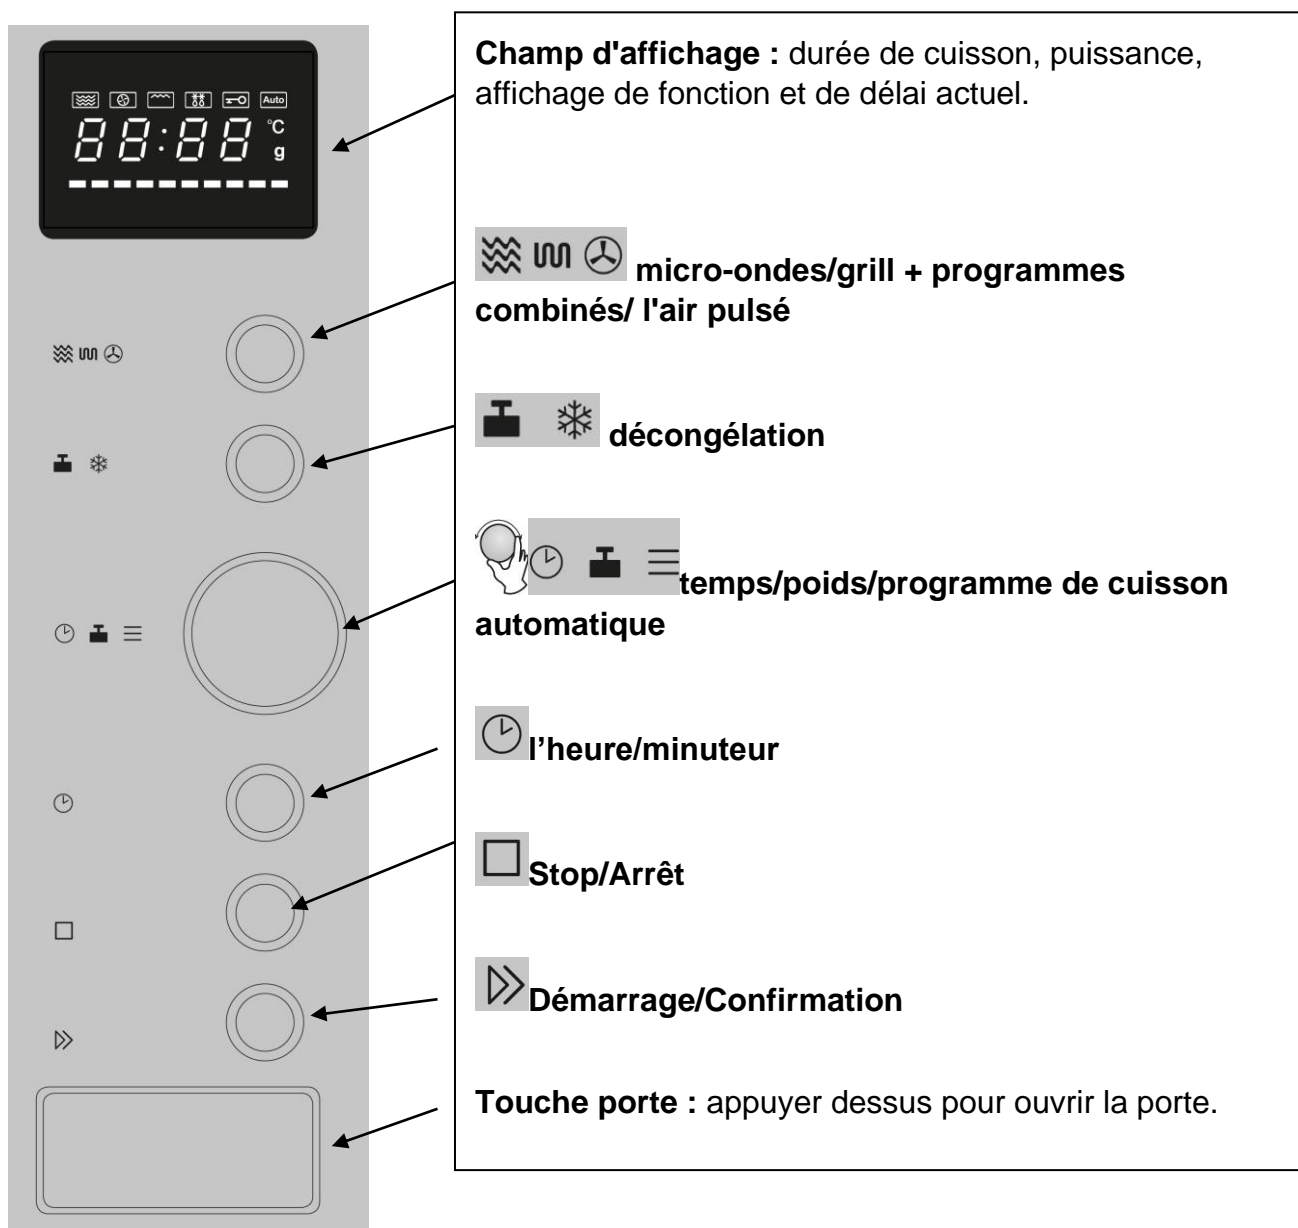 Auto
88:88 °C
g
Champ d'affichage : durée de cuisson, puissance,
affichage de fonction et de délai actuel.
micro-ondes/grill + programmes
combinés/ l'air pulsé
décongélation
temps/poids/programme de cuisson
automatique
l’heure/minuteur
Stop/Arrêt
Démarrage/Confirmation
Touche porte : appuyer dessus pour ouvrir la porte.